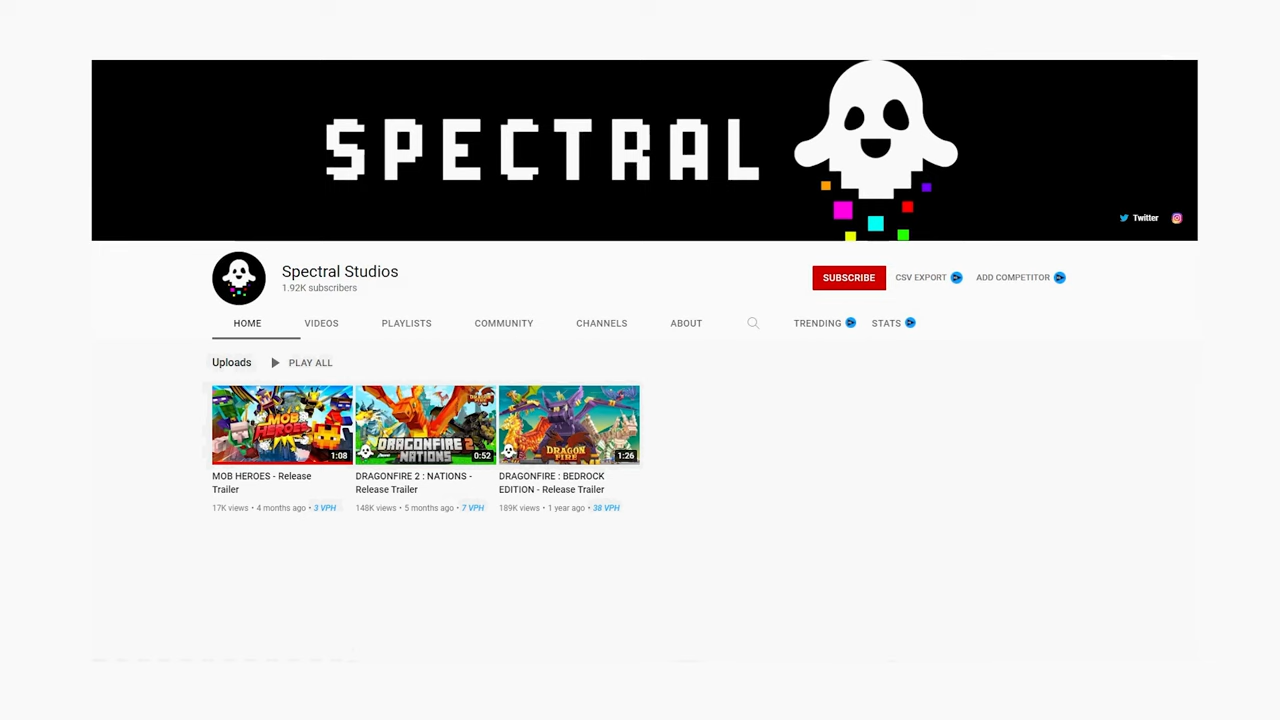 SPECTRAL
Twitter
Spectral Studios
1.92K subscribers
SUBSCRIBE
CSV EXPORT
ADD COMPETITOR
HOME
VIDEOS
PLAYLISTS
COMMUNITY
CHANNELS
ABOUT
TRENDING
STATS
Uploads
PLAY ALL
MOB
HEROES
1:08
DRAGONFIRE 2
NATIONS
0:52
DRAGON
FIRE
1:26
MOB HEROES - Release
Trailer
17K views • 4 months ago • 3 VPH
DRAGONFIRE 2 : NATIONS -
Release Trailer
148K views • 5 months ago • 7 VPH
DRAGONFIRE : BEDROCK
EDITION - Release Trailer
189K views • 1 year ago • 38 VPH